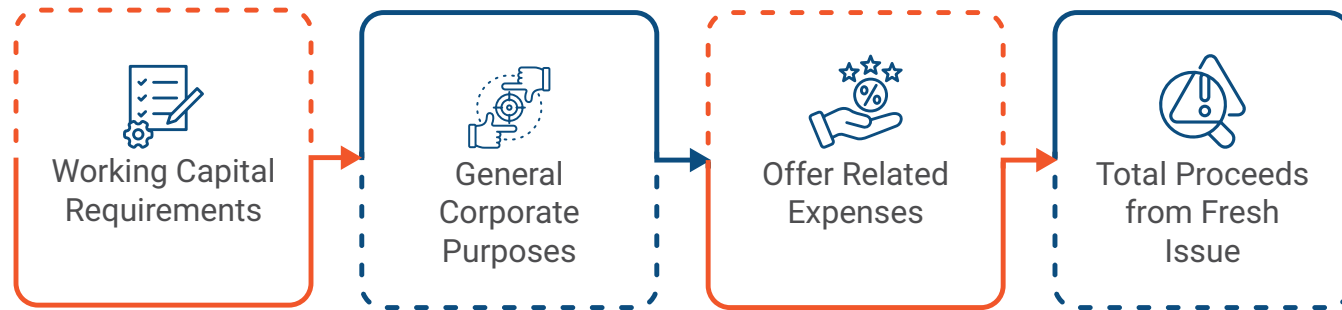 Working Capital
Requirements
General
Corporate
Purposes
Offer Related
Expenses
Total Proceeds
from Fresh
Issue